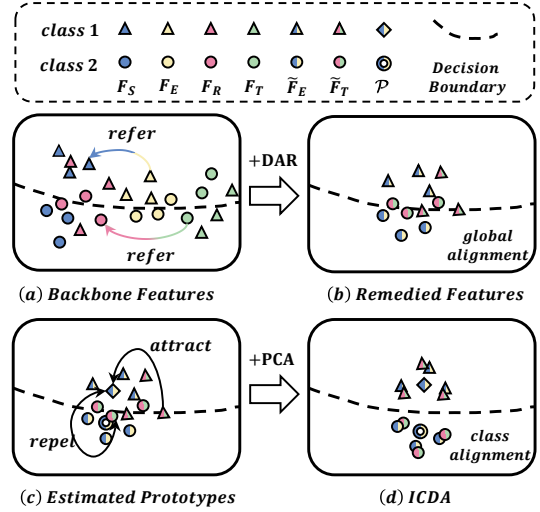 class 1
class 2
F_S F_E F_R F_T F̃_E F̃_T 𝒫
Decision
Boundary
refer
refer
+DAR
global
alignment
(a) Backbone Features
(b) Remedied Features
attract
repel
+PCA
class
alignment
(c) Estimated Prototypes
(d) ICDA